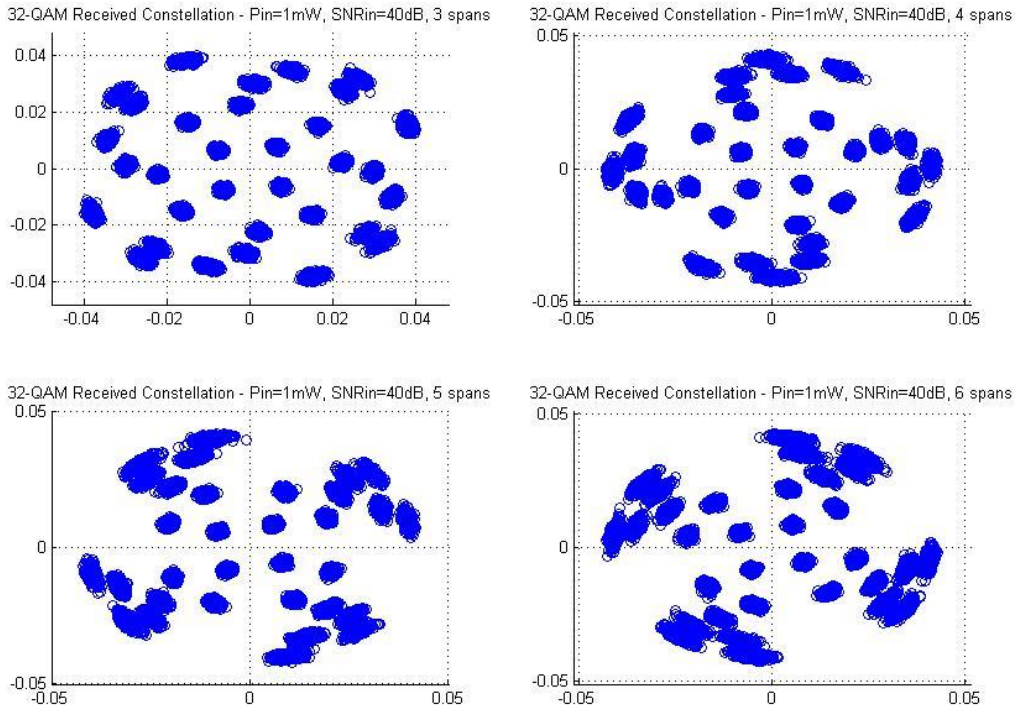 32-QAM Received Constellation - Pin=1mW, SNRin=40dB, 3 spans
0.04
0.02
0
-0.02
-0.04
-0.04 -0.02 0 0.02 0.04
32-QAM Received Constellation - Pin=1mW, SNRin=40dB, 4 spans
0.05
0
-0.05
-0.05 0 0.05
32-QAM Received Constellation - Pin=1mW, SNRin=40dB, 5 spans
0.05
0
-0.05
-0.05 0 0.05
32-QAM Received Constellation - Pin=1mW, SNRin=40dB, 6 spans
0.05
0
-0.05
-0.05 0 0.05